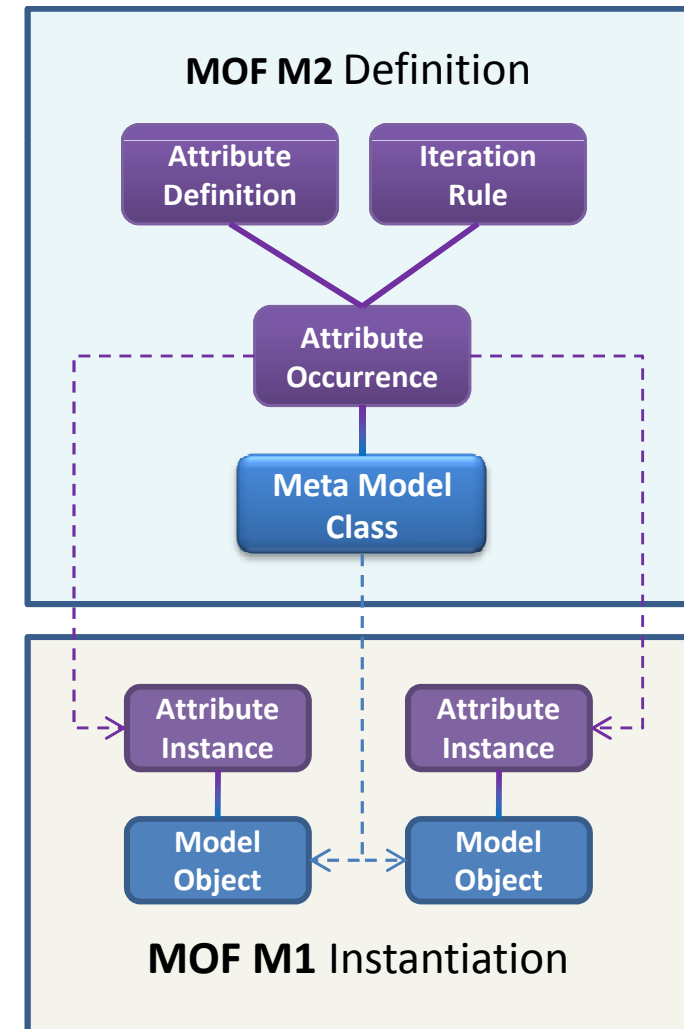 MOF M2 Definition
Attribute
Definition
Iteration
Rule
Attribute
Occurrence
Meta Model
Class
Attribute
Instance
Attribute
Instance
Model
Object
Model
Object
MOF M1 Instantiation